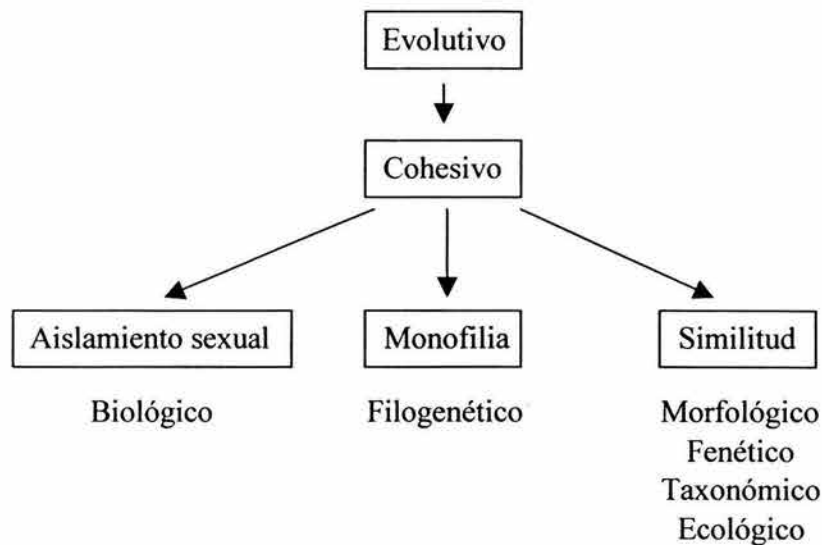 Evolutivo
Cohesivo
Aislamiento sexual
Monofilia
Similitud
Biológico
Filogenético
Morfológico
Fenético
Taxonómico
Ecológico